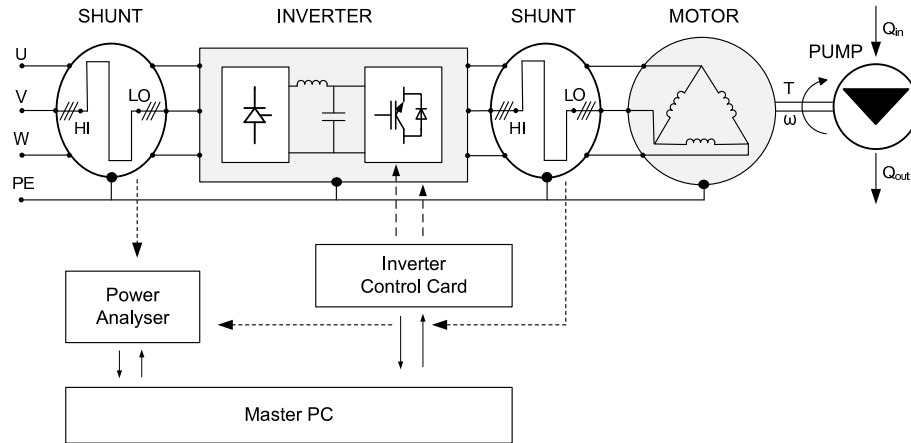 SHUNT
INVERTER
SHUNT
MOTOR
Qin
PUMP
U
V
W
PE
HI
LO
HI
LO
T
ω
Qout
Power
Analyser
Inverter
Control Card
Master PC